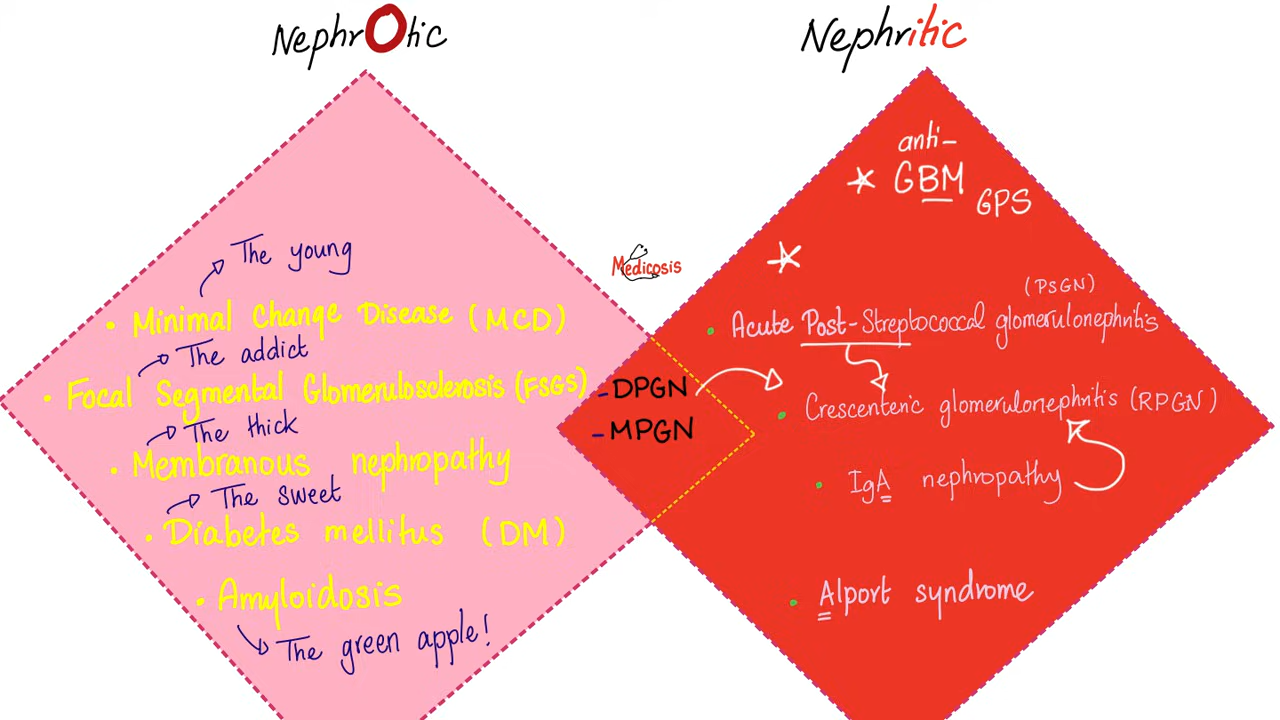 NephrOtic
Nephritic
The young
• Minimal Change Disease (MCD)
The addict
• Focal Segmental Glomerulosclerosis (FSGS)
The thick
• Membranous nephropathy
The sweet
• Diabetes mellitus (DM)
• Amyloidosis
The green apple!
Medicosis
- DPGN
- MPGN
anti-
* GBM
GPS
*
(PSGN)
• Acute Post-Streptococcal glomerulonephritis
• Crescenteric glomerulonephritis (RPGN)
• IgA nephropathy
• Alport syndrome